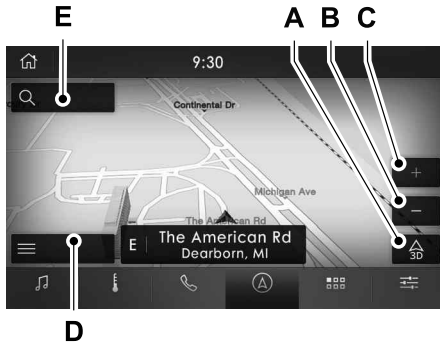 E A B C
9:30
Continental Dr
+
Michigan Ave
−
The American Rd
E The American Rd
Dearborn, MI
3D
D